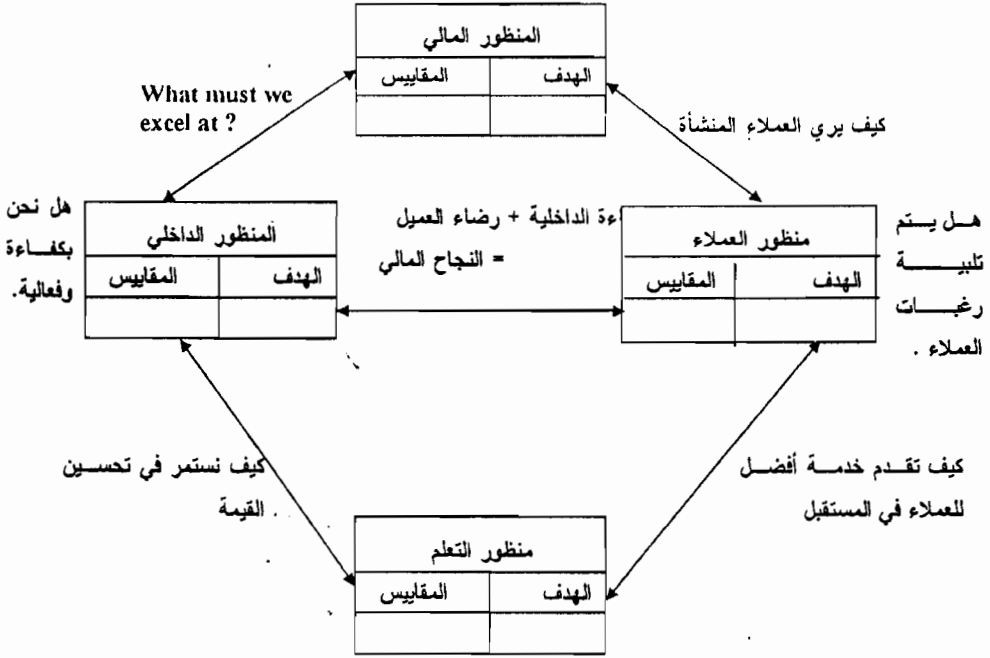 المنظور المالي
الهدف
المقاييس
What must we
excel at ?
كيف يري العملاء المنشأة
هل نحن
بكفاءة
وفعالية.
المنظور الداخلي
الهدف
المقاييس
الداخلية + رضاء العميل
= النجاح المالي
منظور العملاء
الهدف
المقاييس
هل يتم
تلبية
رغبات
العملاء .
كيف نستمر في تحسين
القيمة
كيف تقدم خدمة أفضل
للعملاء في المستقبل
منظور التعلم
الهدف
المقاييس